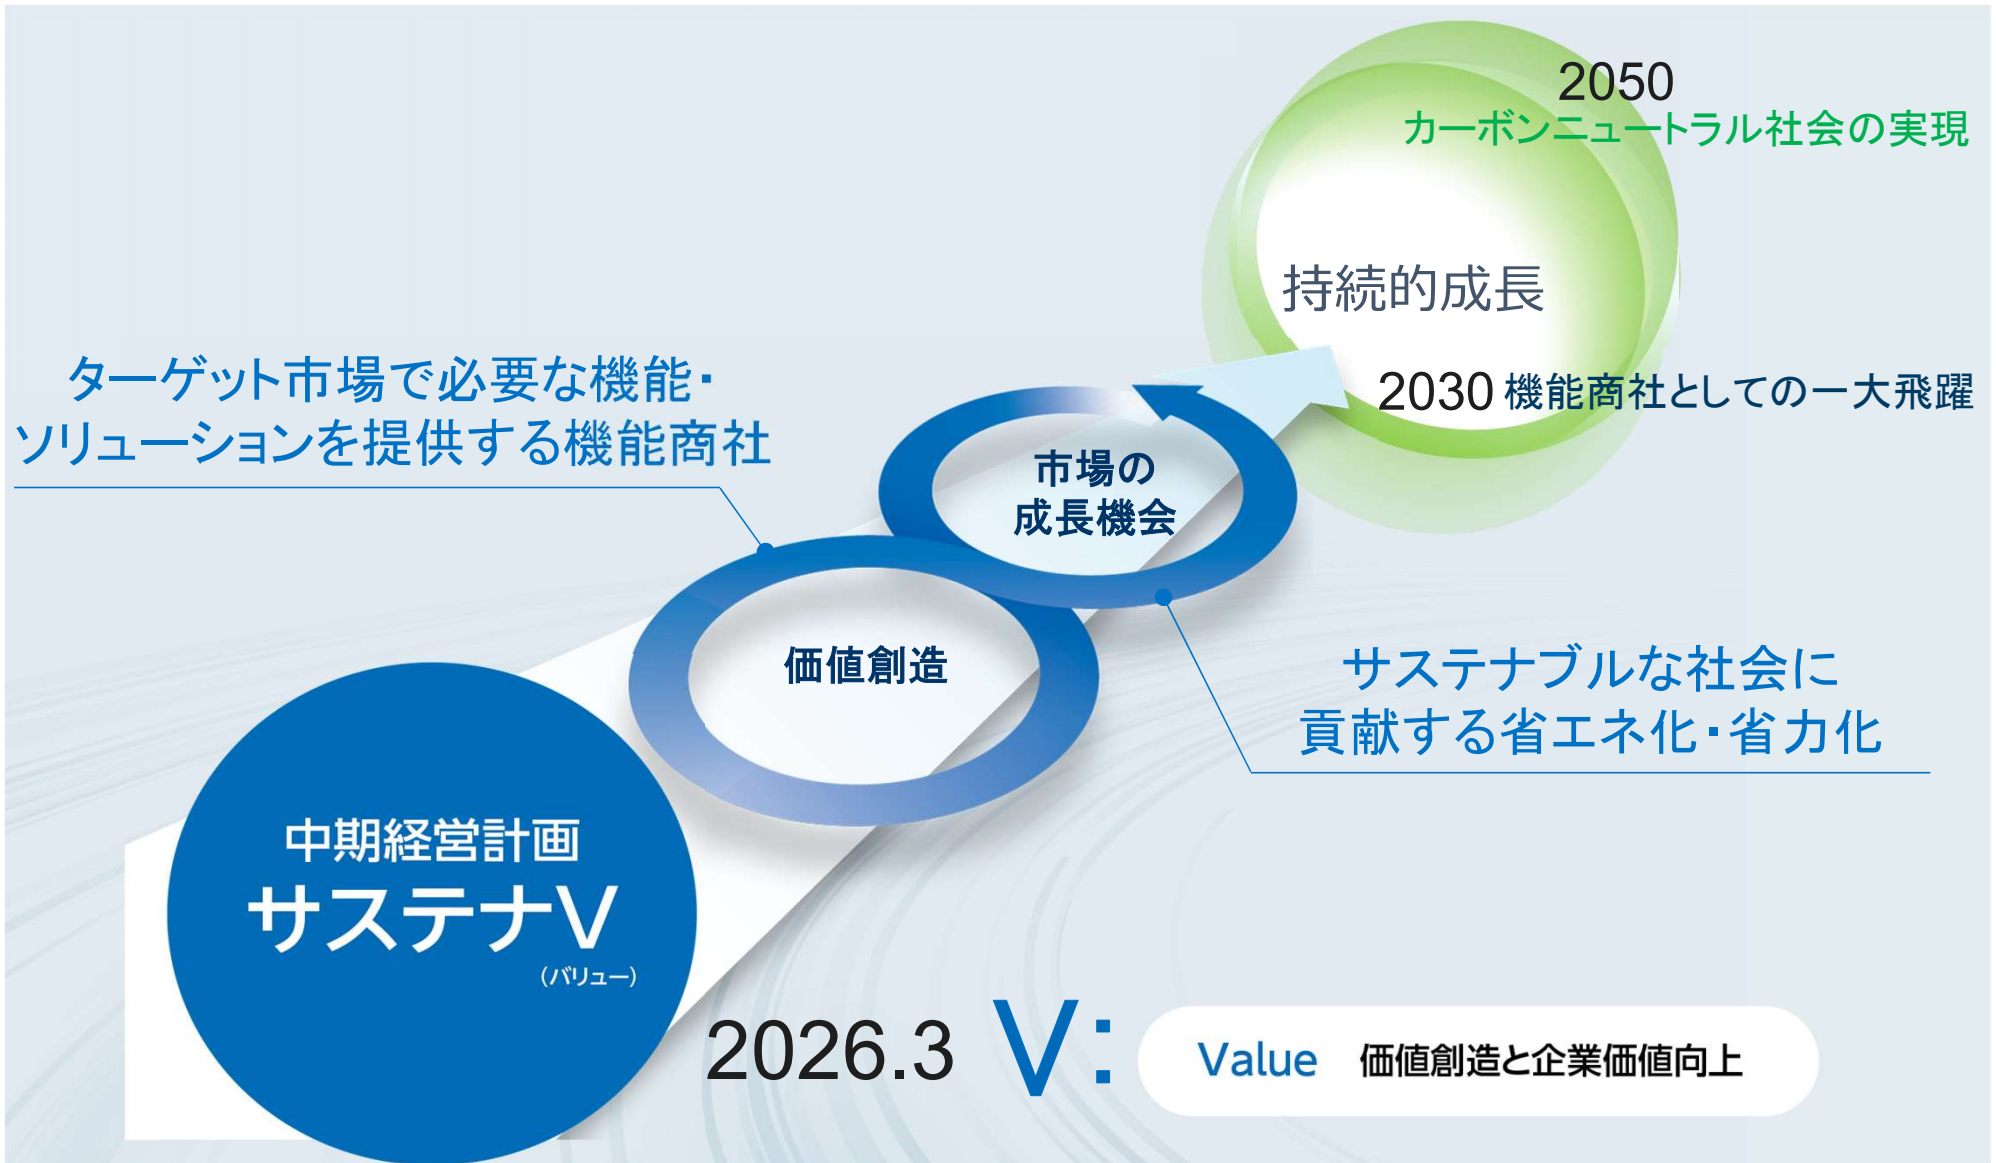 2050
カーボンニュートラル社会の実現
持続的成長
2030 機能商社としての一大飛躍
ターゲット市場で必要な機能・
ソリューションを提供する機能商社
市場の
成長機会
価値創造
サステナブルな社会に
貢献する省エネ化・省力化
中期経営計画
サステナV
(バリュー)
2026.3 V: Value 価値創造と企業価値向上